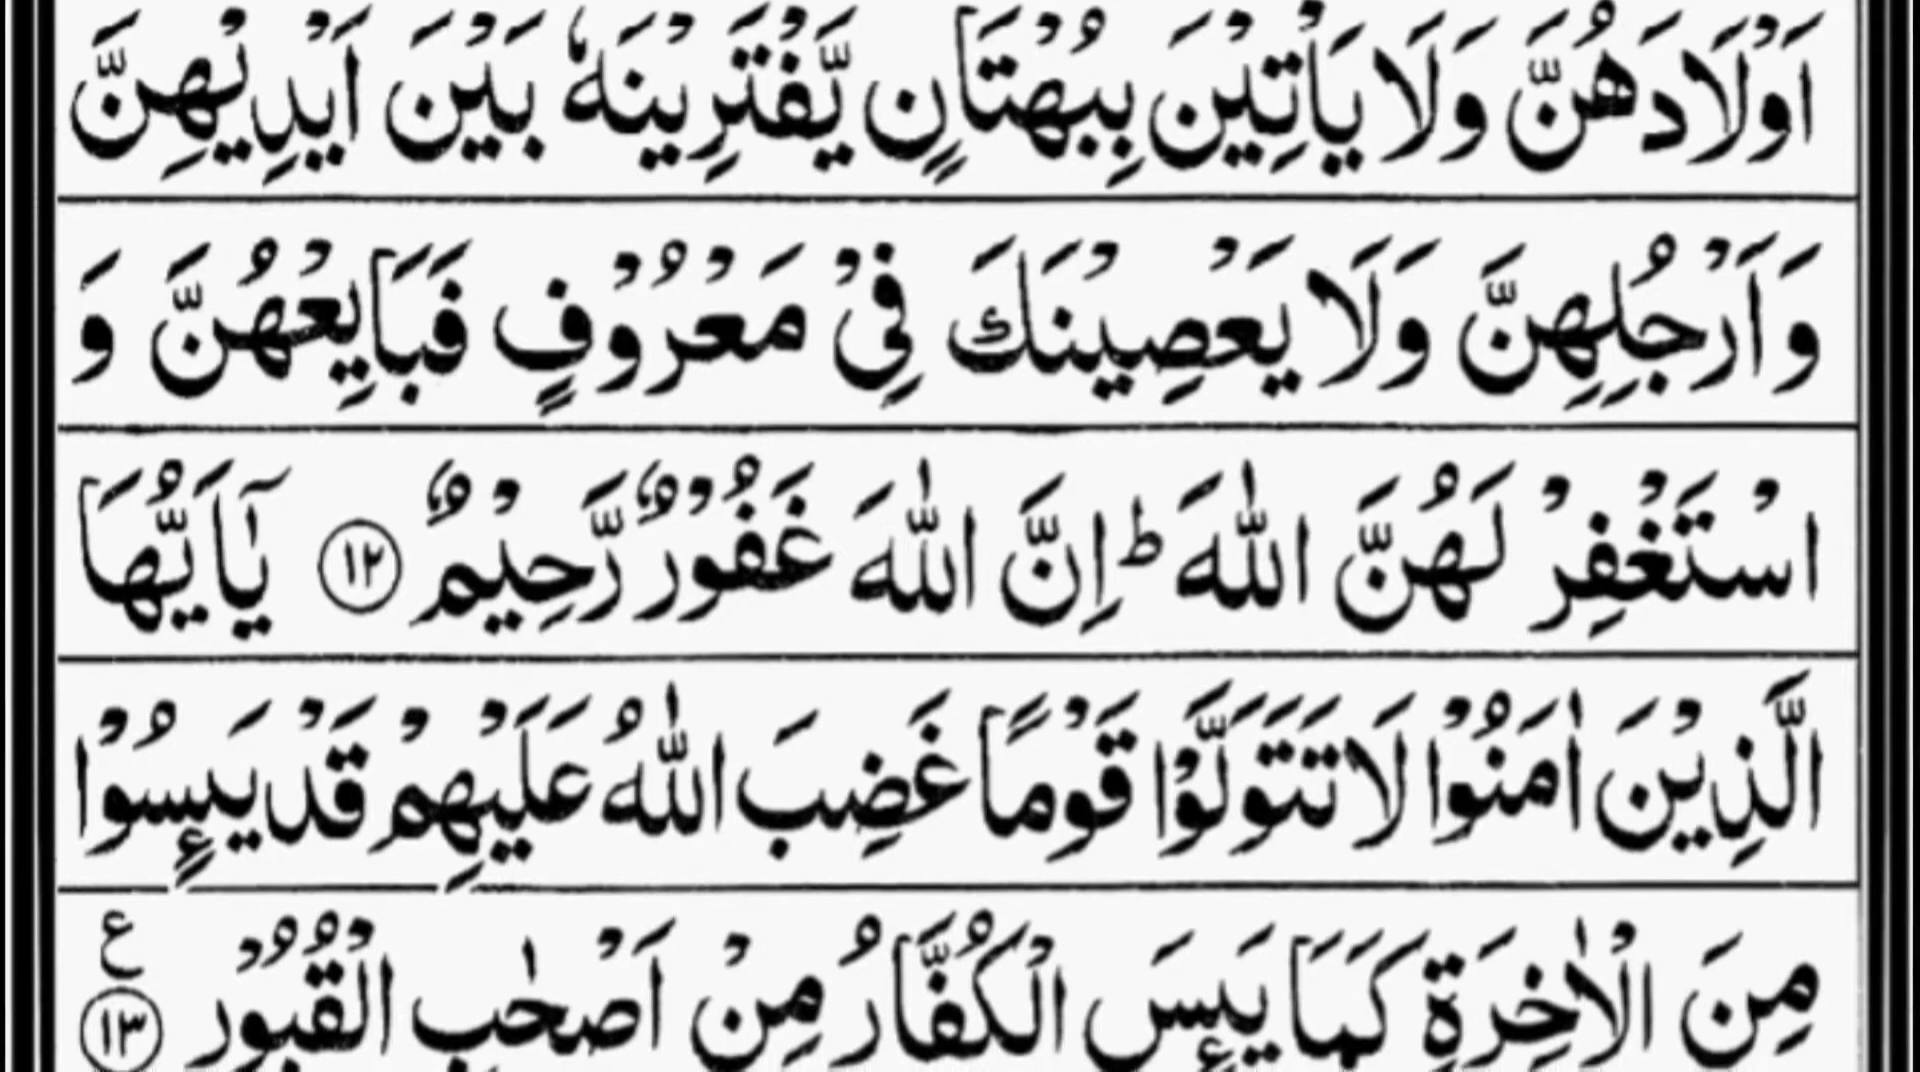 اَوْلَادَهُنَّ وَلَا يَاْتِيْنَ بِبُهْتَانٍ يَّفْتَرِيْنَهٗ بَيْنَ اَيْدِيْهِنَّ
وَاَرْجُلِهِنَّ وَلَا يَعْصِيْنَكَ فِىْ مَعْرُوْفٍ فَبَايِعْهُنَّ وَ
اسْتَغْفِرْ لَهُنَّ اللّٰهَ ؕ اِنَّ اللّٰهَ غَفُوْرٌ رَّحِيْمٌ ۝۱۲ يٰۤاَيُّهَا
الَّذِيْنَ اٰمَنُوْا لَا تَتَوَلَّوْا قَوْمًا غَضِبَ اللّٰهُ عَلَيْهِمْ قَدْ يَىِٕسُوْا
مِنَ الْاٰخِرَةِ كَمَا يَىِٕسَ الْكُفَّارُ مِنْ اَصْحٰبِ الْقُبُوْرِ ۝۱۳ ع